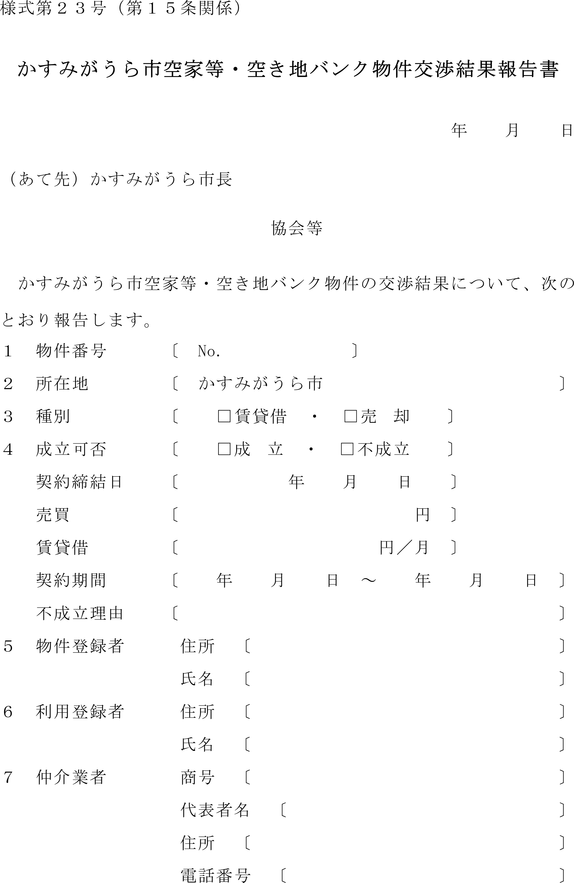 様式第２３号（第１５条関係）
かすみがうら市空家等・空き地バンク物件交渉結果報告書
年　　月　　日
（あて先）かすみがうら市長
協会等
　かすみがうら市空家等・空き地バンク物件の交渉結果について、次の
とおり報告します。
１　物件番号　　　〔　No.　　　　　　　〕
２　所在地　　　　〔　かすみがうら市　　　　　　　　　　　　　〕
３　種別　　　　　〔　　□賃貸借　・　□売　却　　〕
４　成立可否　　　〔　　□成　立　・　□不成立　　〕
　　契約締結日　　〔　　　　　　年　　月　　日　　〕
　　売買　　　　　〔　　　　　　　　　　　　　円　〕
　　賃貸借　　　　〔　　　　　　　　　　　円／月　〕
　　契約期間　　　〔　　年　　月　　日　～　　年　　月　　日　〕
　　不成立理由　　〔　　　　　　　　　　　　　　　　　　　　　〕
５　物件登録者　　　住所　〔　　　　　　　　　　　　　　　　　〕
　　　　　　　　　　氏名　〔　　　　　　　　　　　　　　　　　〕
６　利用登録者　　　住所　〔　　　　　　　　　　　　　　　　　〕
　　　　　　　　　　氏名　〔　　　　　　　　　　　　　　　　　〕
７　仲介業者　　　　商号　〔　　　　　　　　　　　　　　　　　〕
　　　　　　　　　　代表者名　〔　　　　　　　　　　　　　　　〕
　　　　　　　　　　住所　〔　　　　　　　　　　　　　　　　　〕
　　　　　　　　　　電話番号　〔　　　　　　　　　　　　　　　〕